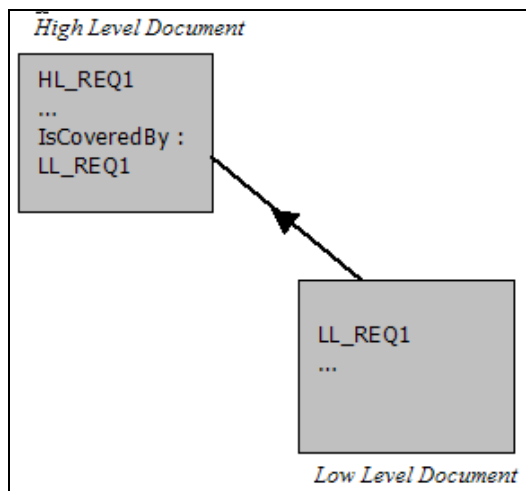 High Level Document
HL_REQ1
...
IsCoveredBy :
LL_REQ1
LL_REQ1
...
Low Level Document